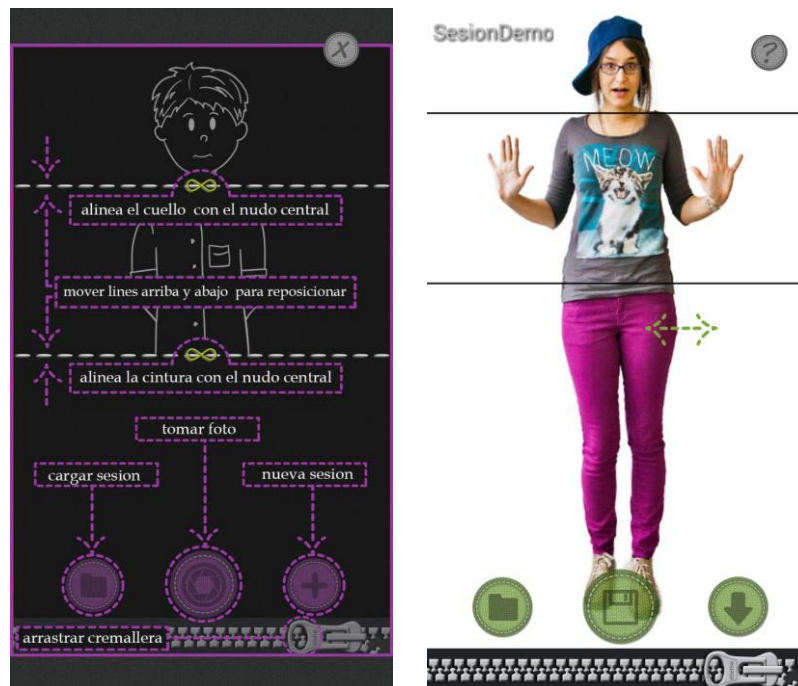 X
alinea el cuello con el nudo central
mover lines arriba y abajo para reposicionar
alinea la cintura con el nudo central
tomar foto
cargar sesion
nueva sesion
arrastrar cremallera
SesionDemo
?
MEOW